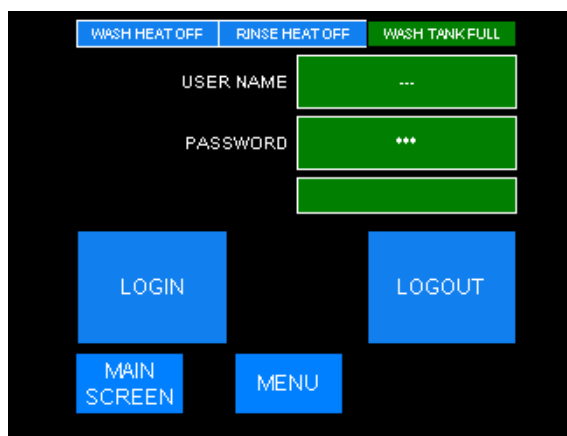 WASH HEAT OFF RINSE HEAT OFF WASH TANK FULL
USER NAME ---
PASSWORD ***
LOGIN LOGOUT
MAIN
SCREEN MENU